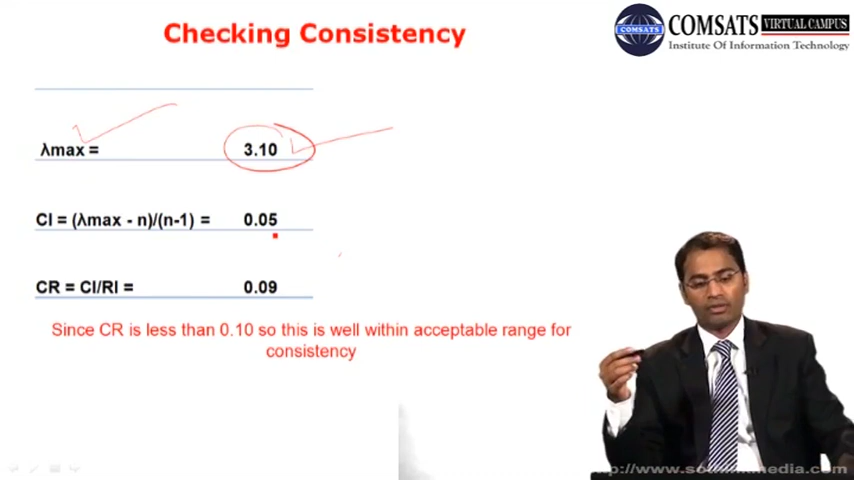 Checking Consistency
COMSATS
COMSATS
VIRTUAL CAMPUS
Institute Of Information Technology
λmax = 3.10
CI = (λmax - n)/(n-1) = 0.05
CR = CI/RI = 0.09
Since CR is less than 0.10 so this is well within acceptable range for
consistency